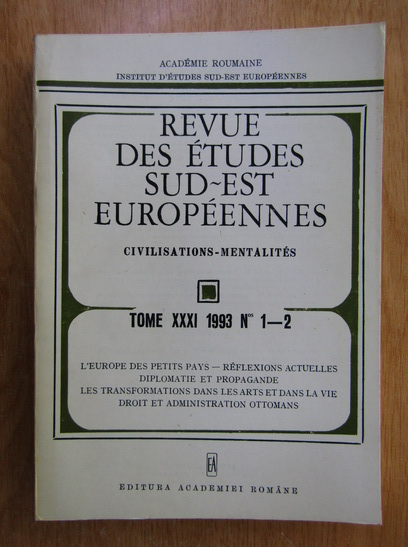 ACADÉMIE ROUMAINE
INSTITUT D'ÉTUDES SUD-EST EUROPÉENNES
REVUE
DES ÉTUDES
SUD~EST
EUROPÉENNES
CIVILISATIONS-MENTALITÉS
TOME XXXI 1993 Nos 1—2
L'EUROPE DES PETITS PAYS — RÉFLEXIONS ACTUELLES
DIPLOMATIE ET PROPAGANDE
LES TRANSFORMATIONS DANS LES ARTS ET DANS LA VIE
DROIT ET ADMINISTRATION OTTOMANS
EA
EDITURA ACADEMIEI ROMÂNE